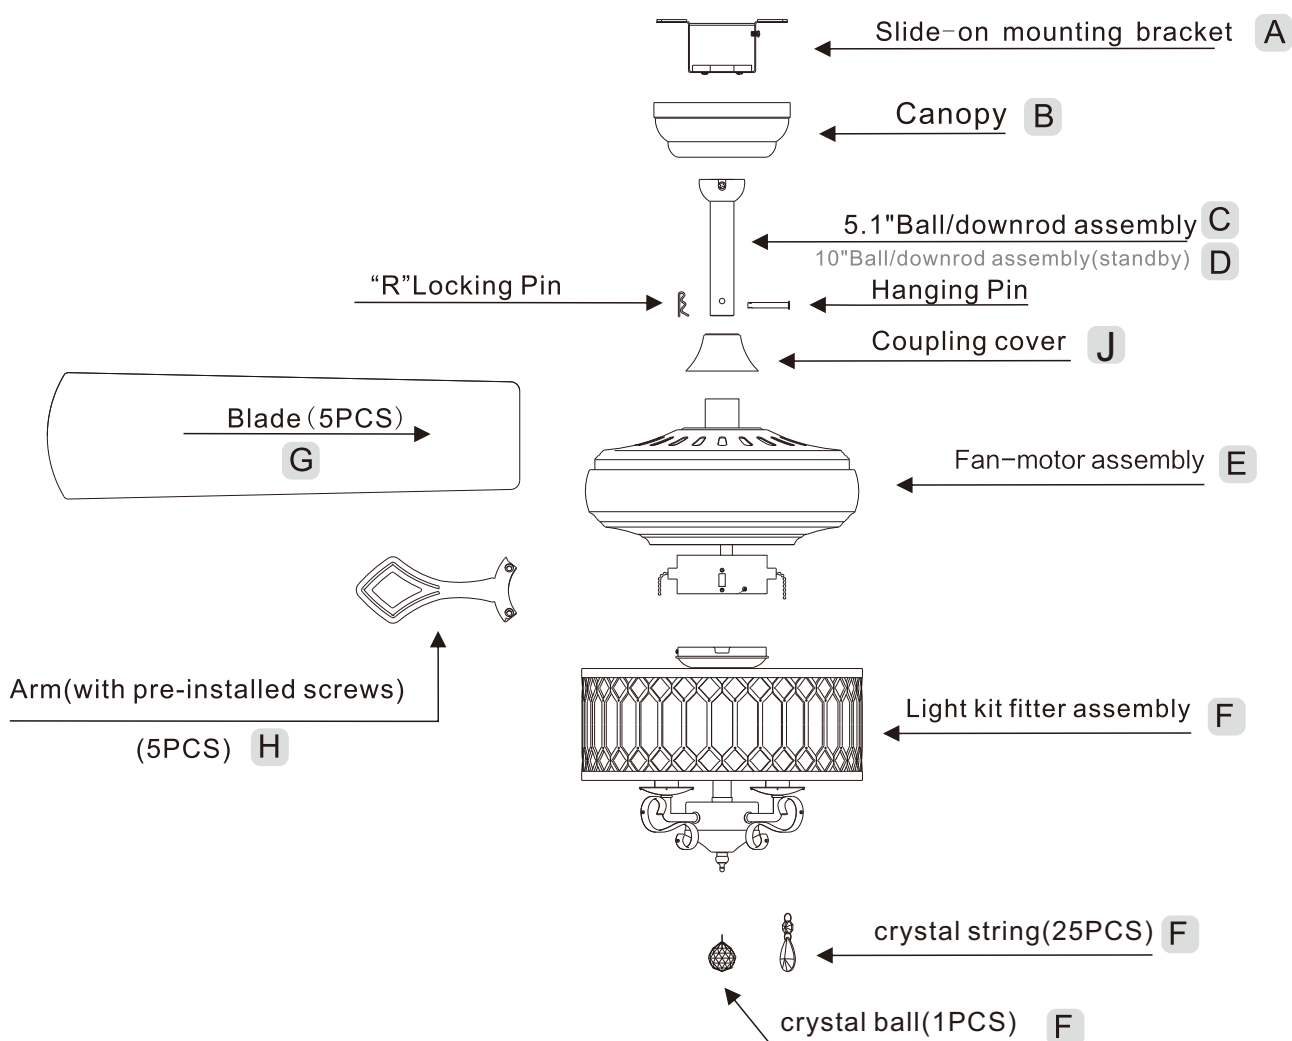 Slide-on mounting bracket A
Canopy B
5.1"Ball/downrod assembly C
10"Ball/downrod assembly(standby) D
“R”Locking Pin
Hanging Pin
Coupling cover J
Blade(5PCS)
G
Fan-motor assembly E
Arm(with pre-installed screws)
(5PCS) H
Light kit fitter assembly F
crystal string(25PCS) F
crystal ball(1PCS) F